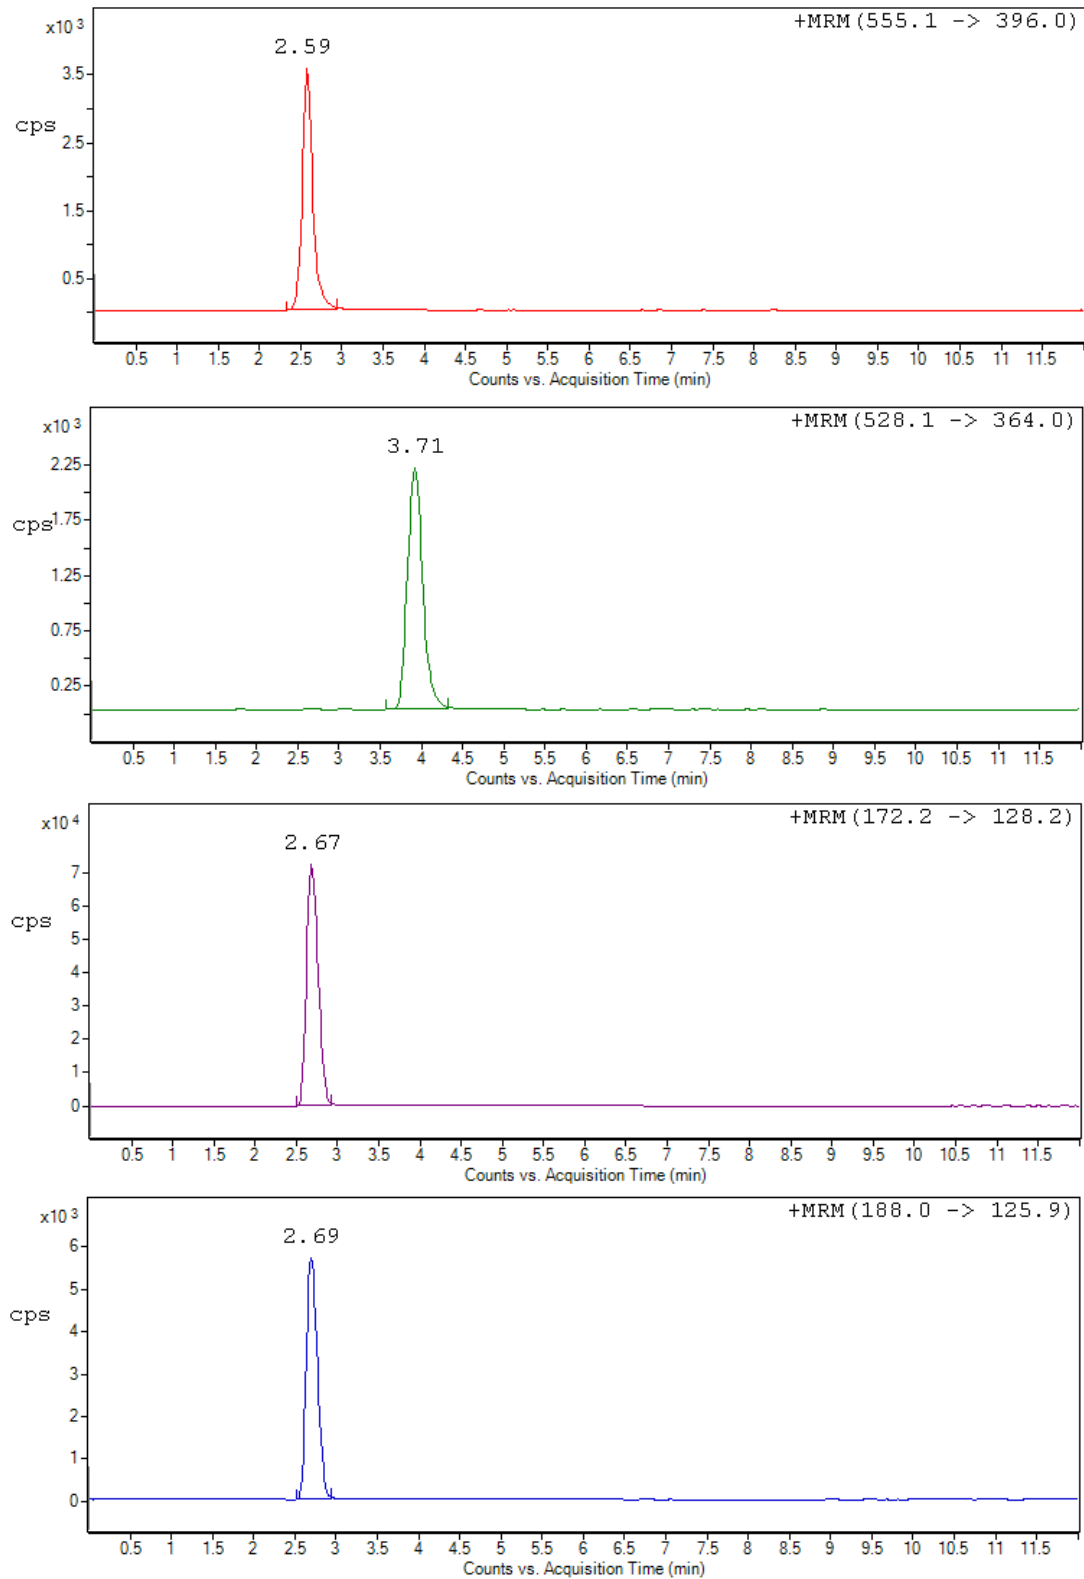 x10 3
+MRM(555.1 -> 396.0)
2.59
3.5
cps
2.5
1.5
0.5
0.5 1 1.5 2 2.5 3 3.5 4 4.5 5 5.5 6 6.5 7 7.5 8 8.5 9 9.5 10 10.5 11 11.5
Counts vs. Acquisition Time (min)
x10 3
+MRM(528.1 -> 364.0)
3.71
2.25
cps
1.75
1.25
0.75
0.25
0.5 1 1.5 2 2.5 3 3.5 4 4.5 5 5.5 6 6.5 7 7.5 8 8.5 9 9.5 10 10.5 11 11.5
Counts vs. Acquisition Time (min)
x10 4
+MRM(172.2 -> 128.2)
2.67
7
6
cps
5
4
3
2
1
0
0.5 1 1.5 2 2.5 3 3.5 4 4.5 5 5.5 6 6.5 7 7.5 8 8.5 9 9.5 10 10.5 11 11.5
Counts vs. Acquisition Time (min)
x10 3
+MRM(188.0 -> 125.9)
2.69
6
5
cps
4
3
2
1
0
0.5 1 1.5 2 2.5 3 3.5 4 4.5 5 5.5 6 6.5 7 7.5 8 8.5 9 9.5 10 10.5 11 11.5
Counts vs. Acquisition Time (min)